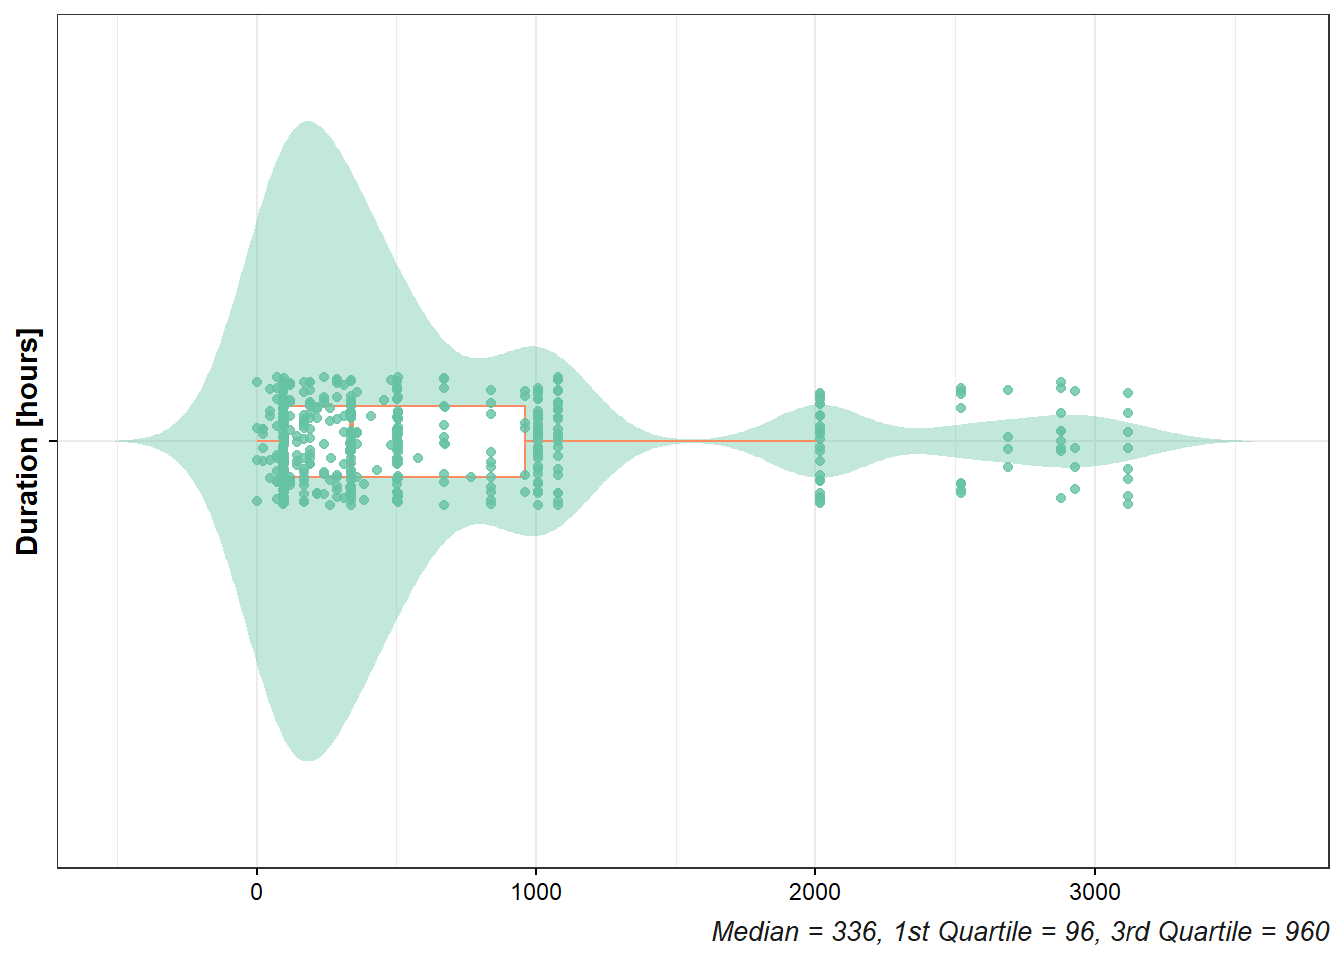 Duration [hours]
0 1000 2000 3000
Median = 336, 1st Quartile = 96, 3rd Quartile = 960